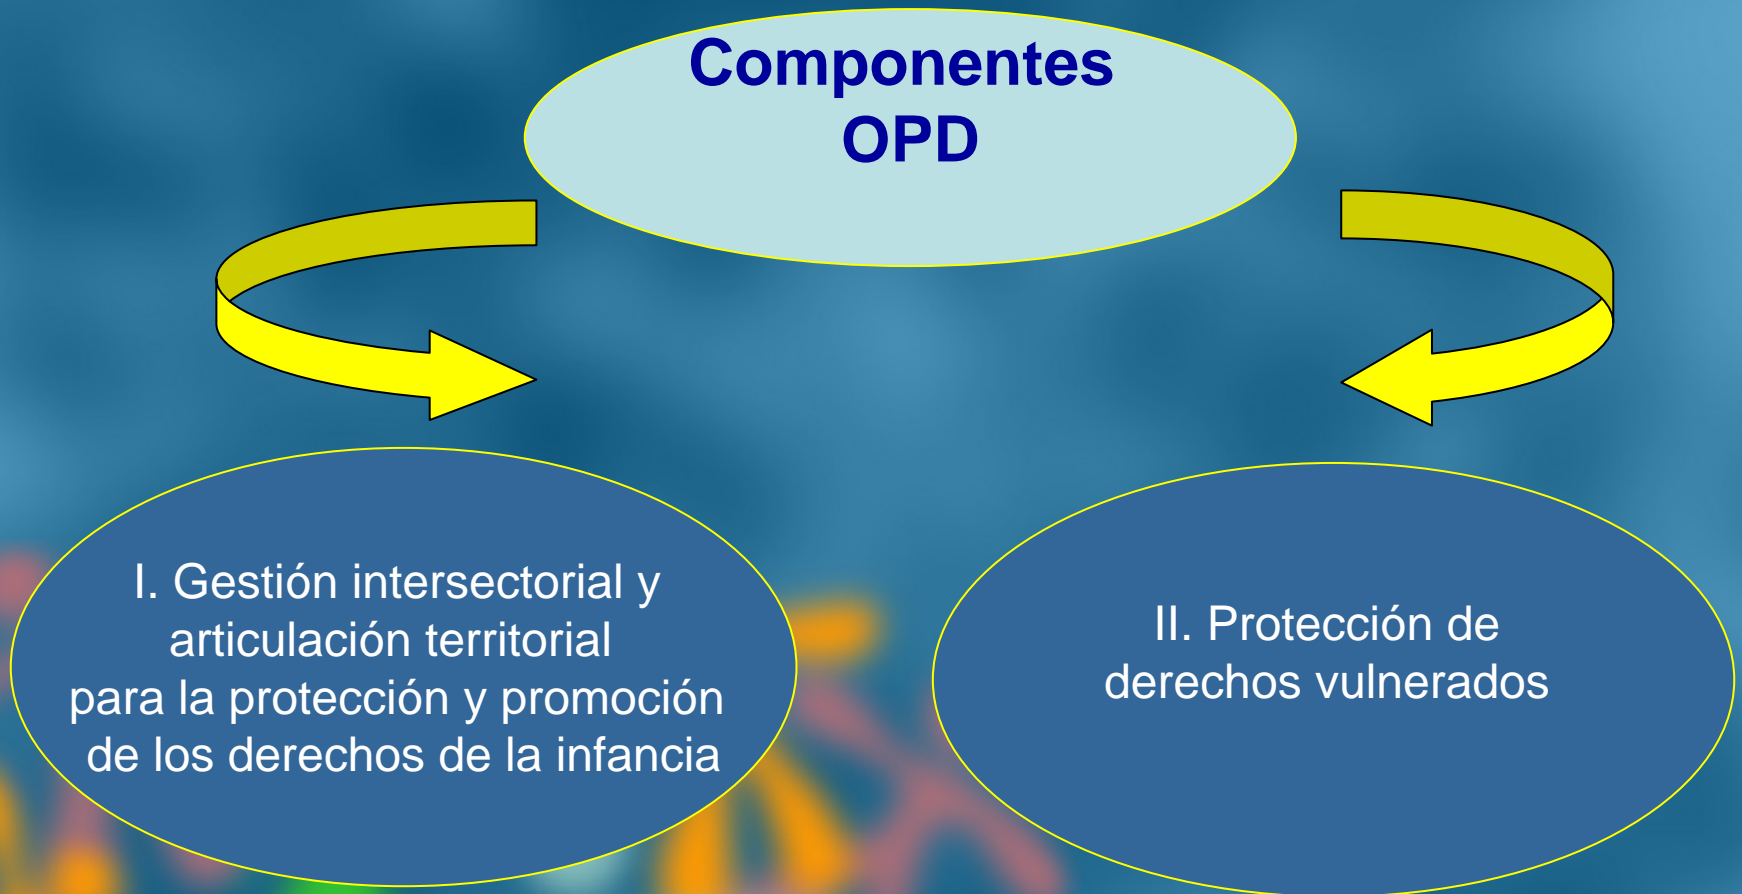 Componentes
OPD
I. Gestión intersectorial y
articulación territorial
para la protección y promoción
de los derechos de la infancia
II. Protección de
derechos vulnerados